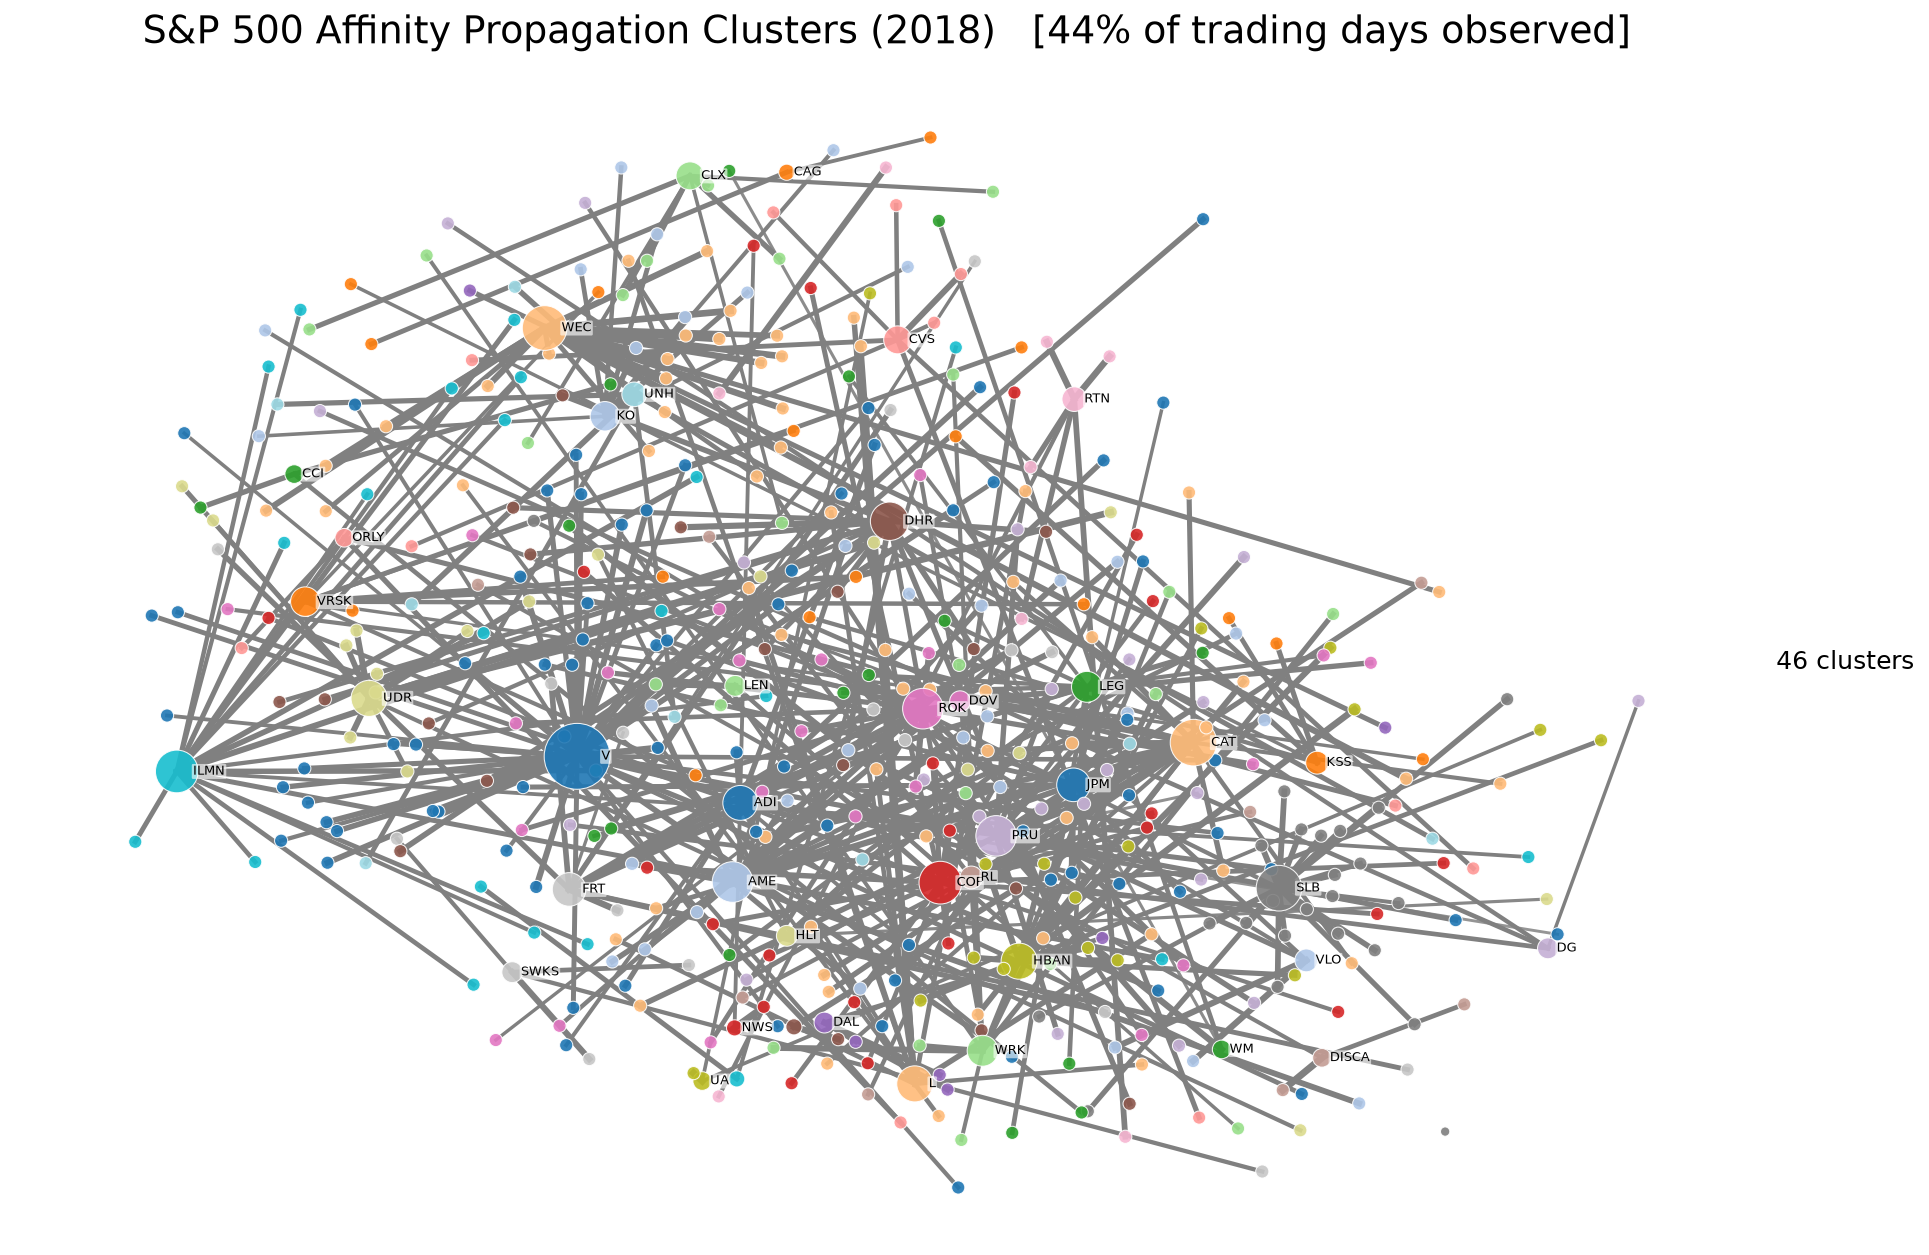 S&P 500 Affinity Propagation Clusters (2018)   [44% of trading days observed]
CLX
CAG
WEC
CVS
UNH
RTN
KO
CCI
DHR
ORLY
VRSK
LEN
LEG
UDR
DOV
ROK
46 clusters
CAT
V
KSS
ILMN
JPM
ADI
PRU
RL
AME
SLB
FRT
HLT
DG
HBAN
VLO
SWKS
DAL
NWS
WM
WRK
DISCA
UA
L